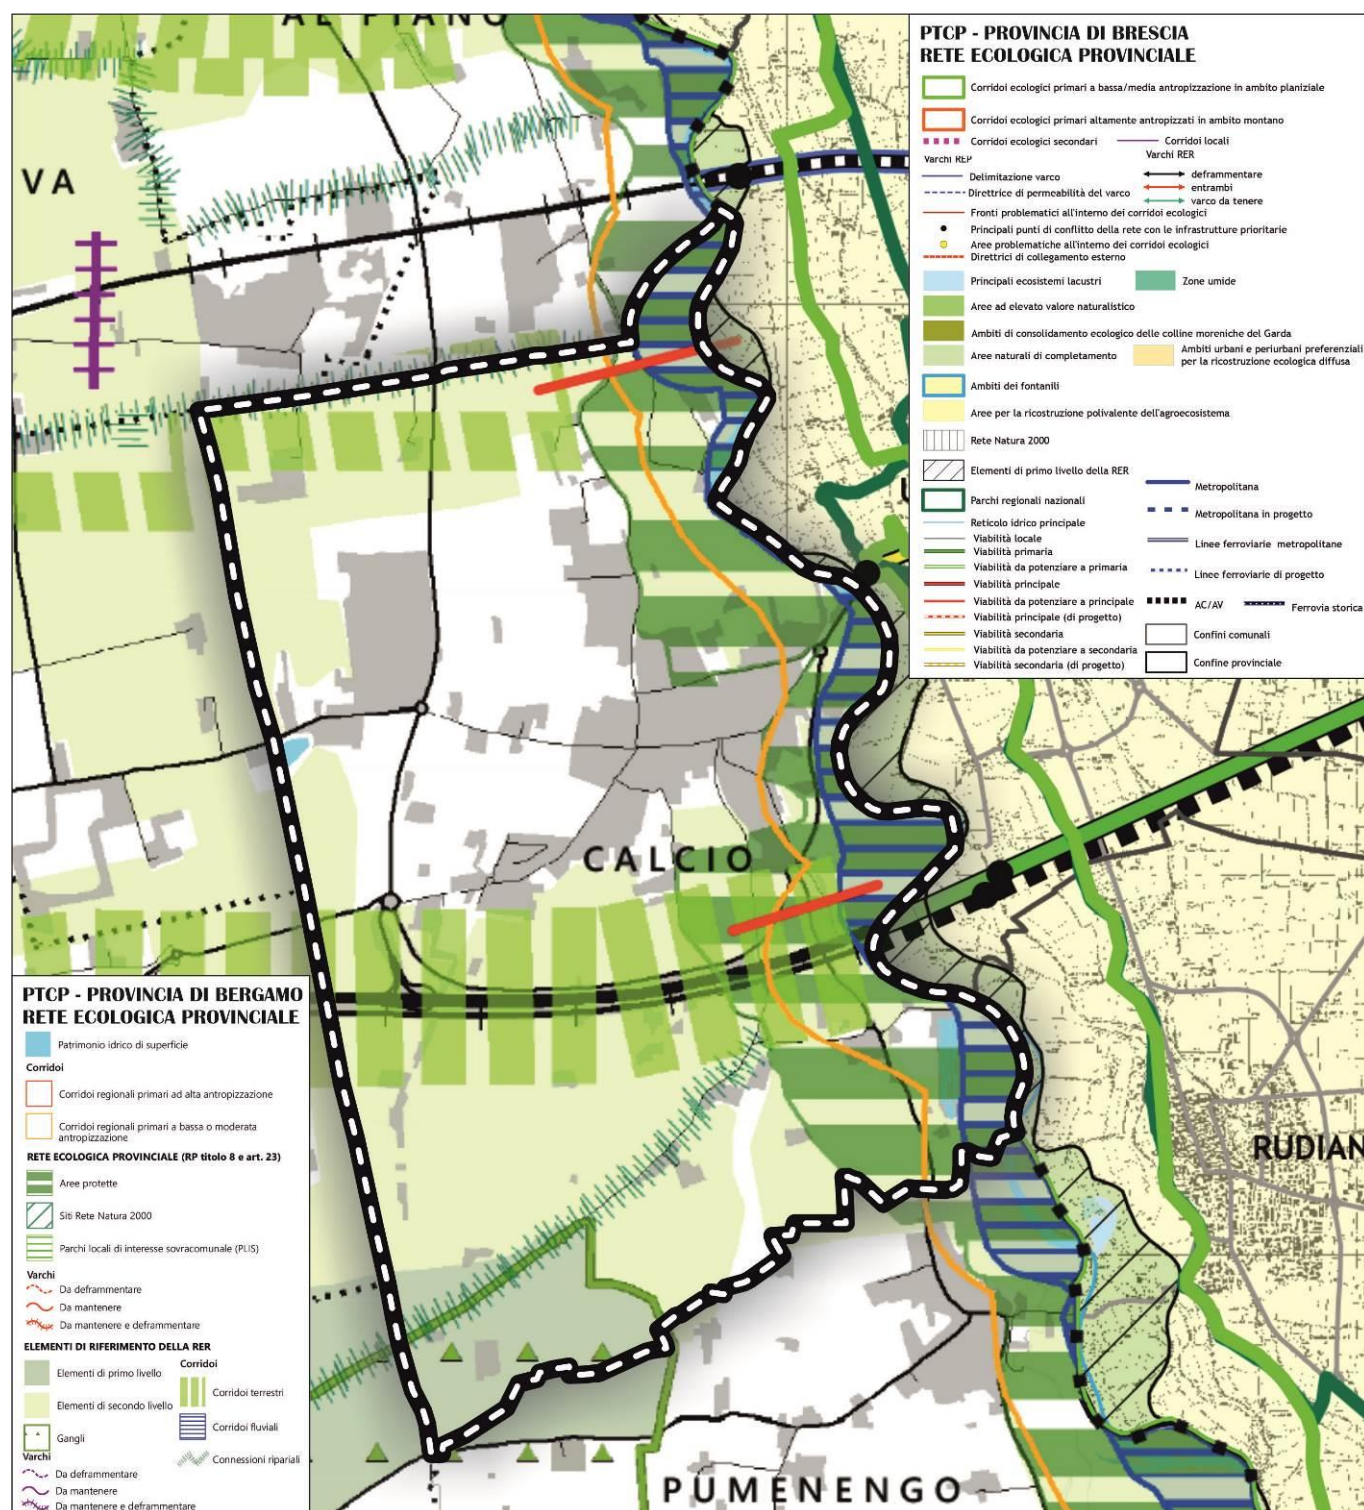 AL PIANO
VA
CALCIO
RUDIAN
PUMENENGO
PTCP - PROVINCIA DI BRESCIA
RETE ECOLOGICA PROVINCIALE
Corridoi ecologici primari a bassa/media antropizzazione in ambito planiziale
Corridoi ecologici primari altamente antropizzati in ambito montano
Corridoi ecologici secondari
Corridoi locali
Varchi REP
Varchi RER
Delimitazione varco
deframmentare
Direttrice di permeabilità del varco
entrambi
varco da tenere
Fronti problematici all'interno dei corridoi ecologici
Principali punti di conflitto della rete con le infrastrutture prioritarie
Aree problematiche all'interno dei corridoi ecologici
Direttrici di collegamento esterno
Principali ecosistemi lacustri
Zone umide
Aree ad elevato valore naturalistico
Ambiti di consolidamento ecologico delle colline moreniche del Garda
Aree naturali di completamento
Ambiti urbani e periurbani preferenziali
per la ricostruzione ecologica diffusa
Ambiti dei fontanili
Aree per la ricostruzione polivalente dell'agroecosistema
Rete Natura 2000
Elementi di primo livello della RER
Parchi regionali nazionali
Reticolo idrico principale
Viabilità locale
Viabilità primaria
Viabilità da potenziare a primaria
Viabilità principale
Viabilità da potenziare a principale
Viabilità principale (di progetto)
Viabilità secondaria
Viabilità da potenziare a secondaria
Viabilità secondaria (di progetto)
Metropolitana
Metropolitana in progetto
Linee ferroviarie metropolitane
Linee ferroviarie di progetto
AC/AV
Ferrovia storica
Confini comunali
Confine provinciale
PTCP - PROVINCIA DI BERGAMO
RETE ECOLOGICA PROVINCIALE
Patrimonio idrico di superficie
Corridoi
Corridoi regionali primari ad alta antropizzazione
Corridoi regionali primari a bassa o moderata
antropizzazione
RETE ECOLOGICA PROVINCIALE (RP titolo 8 e art. 23)
Aree protette
Siti Rete Natura 2000
Parchi locali di interesse sovracomunale (PLIS)
Varchi
Da deframmentare
Da mantenere
Da mantenere e deframmentare
ELEMENTI DI RIFERIMENTO DELLA RER
Elementi di primo livello
Elementi di secondo livello
Gangli
Corridoi
Corridoi terrestri
Corridoi fluviali
Connessioni ripariali
Varchi
Da deframmentare
Da mantenere
Da mantenere e deframmentare